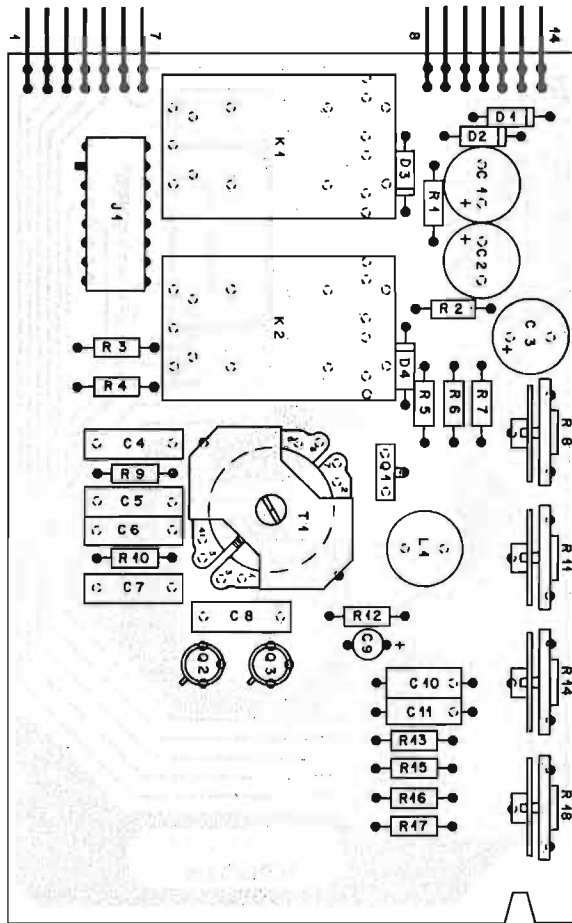 1
7
8
14
D1
D2
K1
D3
C1
+
R1
J1
+
C2
K2
R2
C3
+
R3
D4
R4
R5
R6
R7
R8
C4
R9
Q1
C5
T1
R11
C6
L1
R10
C7
C8
R12
C9
+
Q2
Q3
R14
C10
C11
R13
R15
R16
R18
R17